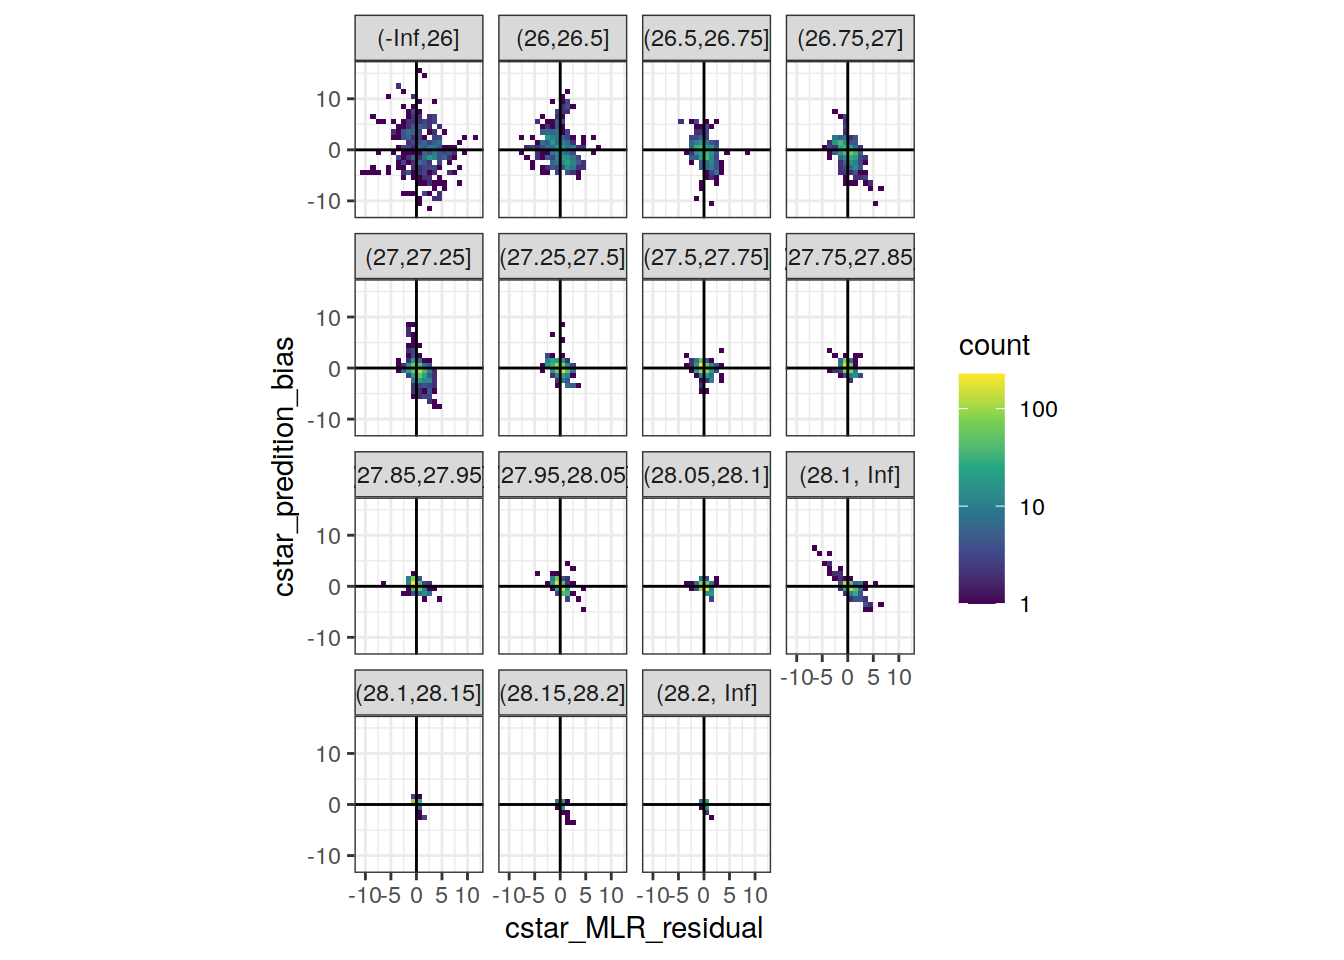 (-Inf,26] (26,26.5] (26.5,26.75] (26.75,27]
10
0
-10
(27,27.25] (27.25,27.5] (27.5,27.75] 27.75,27.85
10
0
-10
27.85,27.95 27.95,28.05 (28.05,28.1] (28.1, Inf]
10
0
-10
-10 -5 0 5 10
(28.1,28.15] (28.15,28.2] (28.2, Inf]
10
0
-10
-10 -5 0 5 10 -10 -5 0 5 10 -10 -5 0 5 10
cstar_MLR_residual
cstar_predition_bias
count
100
10
1